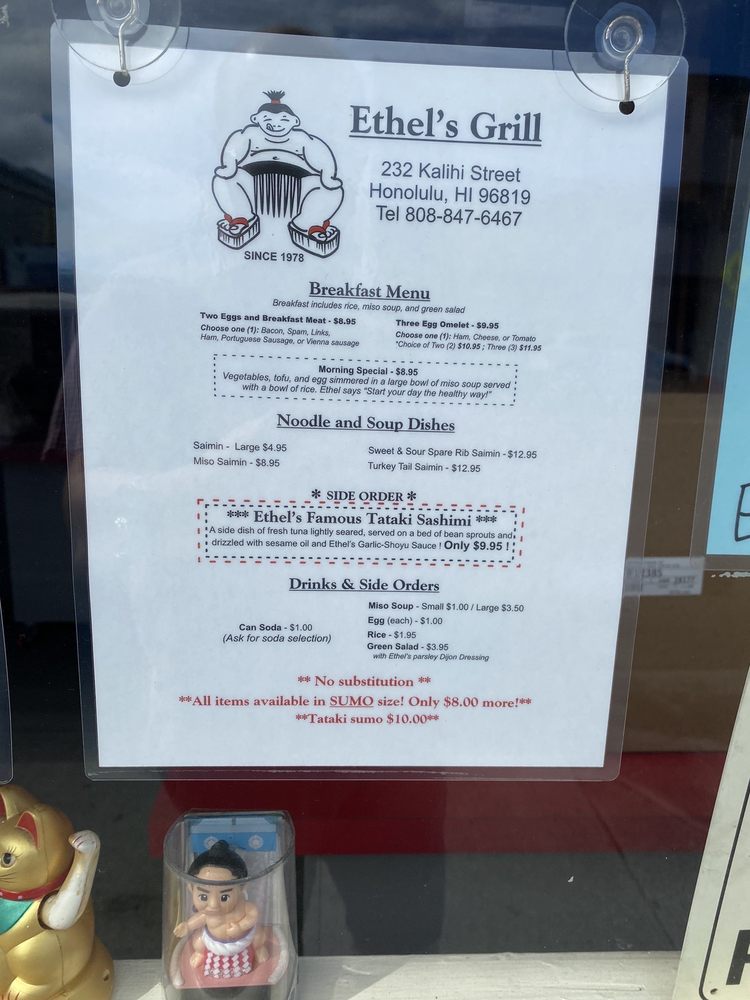 Ethel's Grill
232 Kalihi Street
Honolulu, HI 96819
Tel 808-847-6467
SINCE 1978
Breakfast Menu
Breakfast includes rice, miso soup, and green salad
Two Eggs and Breakfast Meat - $8.95
Choose one (1): Bacon, Spam, Links,
Ham, Portuguese Sausage, or Vienna sausage
Three Egg Omelet - $9.95
Choose one (1): Ham, Cheese, or Tomato
*Choice of Two (2) $10.95 ; Three (3) $11.95
Morning Special - $8.95
Vegetables, tofu, and egg simmered in a large bowl of miso soup served
with a bowl of rice. Ethel says "Start your day the healthy way!"
Noodle and Soup Dishes
Saimin - Large $4.95
Miso Saimin - $8.95
Sweet & Sour Spare Rib Saimin - $12.95
Turkey Tail Saimin - $12.95
* SIDE ORDER *
*** Ethel's Famous Tataki Sashimi ***
A side dish of fresh tuna lightly seared, served on a bed of bean sprouts and
drizzled with sesame oil and Ethel's Garlic-Shoyu Sauce ! Only $9.95 !
Drinks & Side Orders
Can Soda - $1.00
(Ask for soda selection)
Miso Soup - Small $1.00 / Large $3.50
Egg (each) - $1.00
Rice - $1.95
Green Salad - $3.95
with Ethel's parsley Dijon Dressing
** No substitution **
**All items available in SUMO size! Only $8.00 more!**
**Tataki sumo $10.00**